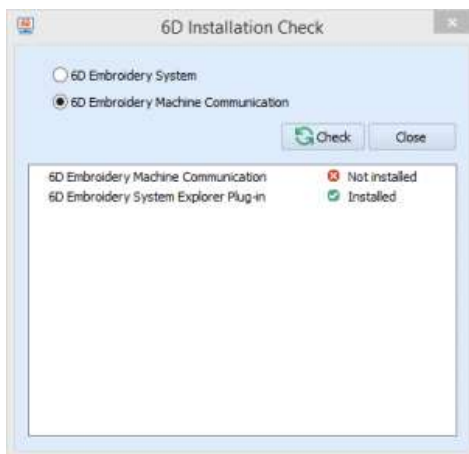 6D Installation Check
6D Embroidery System
6D Embroidery Machine Communication
Check Close
6D Embroidery Machine Communication Not installed
6D Embroidery System Explorer Plug-in Installed